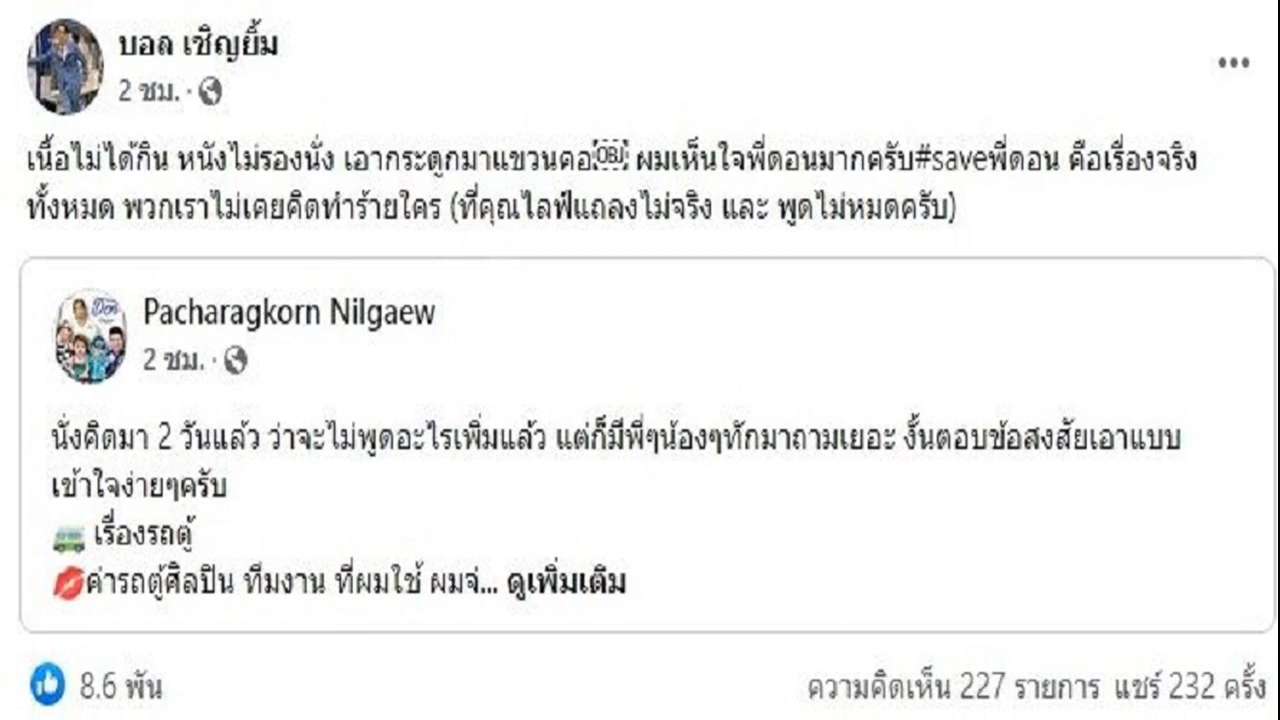 บอล เชิญยิ้ม
2 ชม. ·
เนื้อไม่ได้กิน หนังไม่รองนั่ง เอากระดูกมาแขวนคอ￼ ผมเห็นใจพี่ดอนมากครับ#saveพี่ดอน คือเรื่องจริง
ทั้งหมด พวกเราไม่เคยคิดทำร้ายใคร (ที่คุณไลฟ์แถลงไม่จริง และ พูดไม่หมดครับ)
Pacharagkorn Nilgaew
2 ชม. ·
นั่งคิดมา 2 วันแล้ว ว่าจะไม่พูดอะไรเพิ่มแล้ว แต่ก็มีพี่ๆน้องๆทักมาถามเยอะ งั้นตอบข้อสงสัยเอาแบบ
เข้าใจง่ายๆครับ
🚐 เรื่องรถตู้
💋ค่ารถตู้ศิลปิน ทีมงาน ที่ผมใช้ ผมจ่... ดูเพิ่มเติม
8.6 พัน
ความคิดเห็น 227 รายการ แชร์ 232 ครั้ง